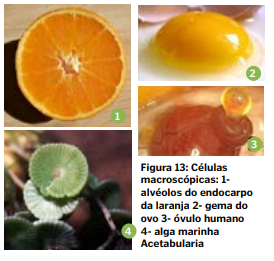 1
2
3
4
Figura 13: Células
macroscópicas: 1-
alvéolos do endocarpo
da laranja 2- gema do
ovo 3- óvulo humano
4- alga marinha
Acetabularia